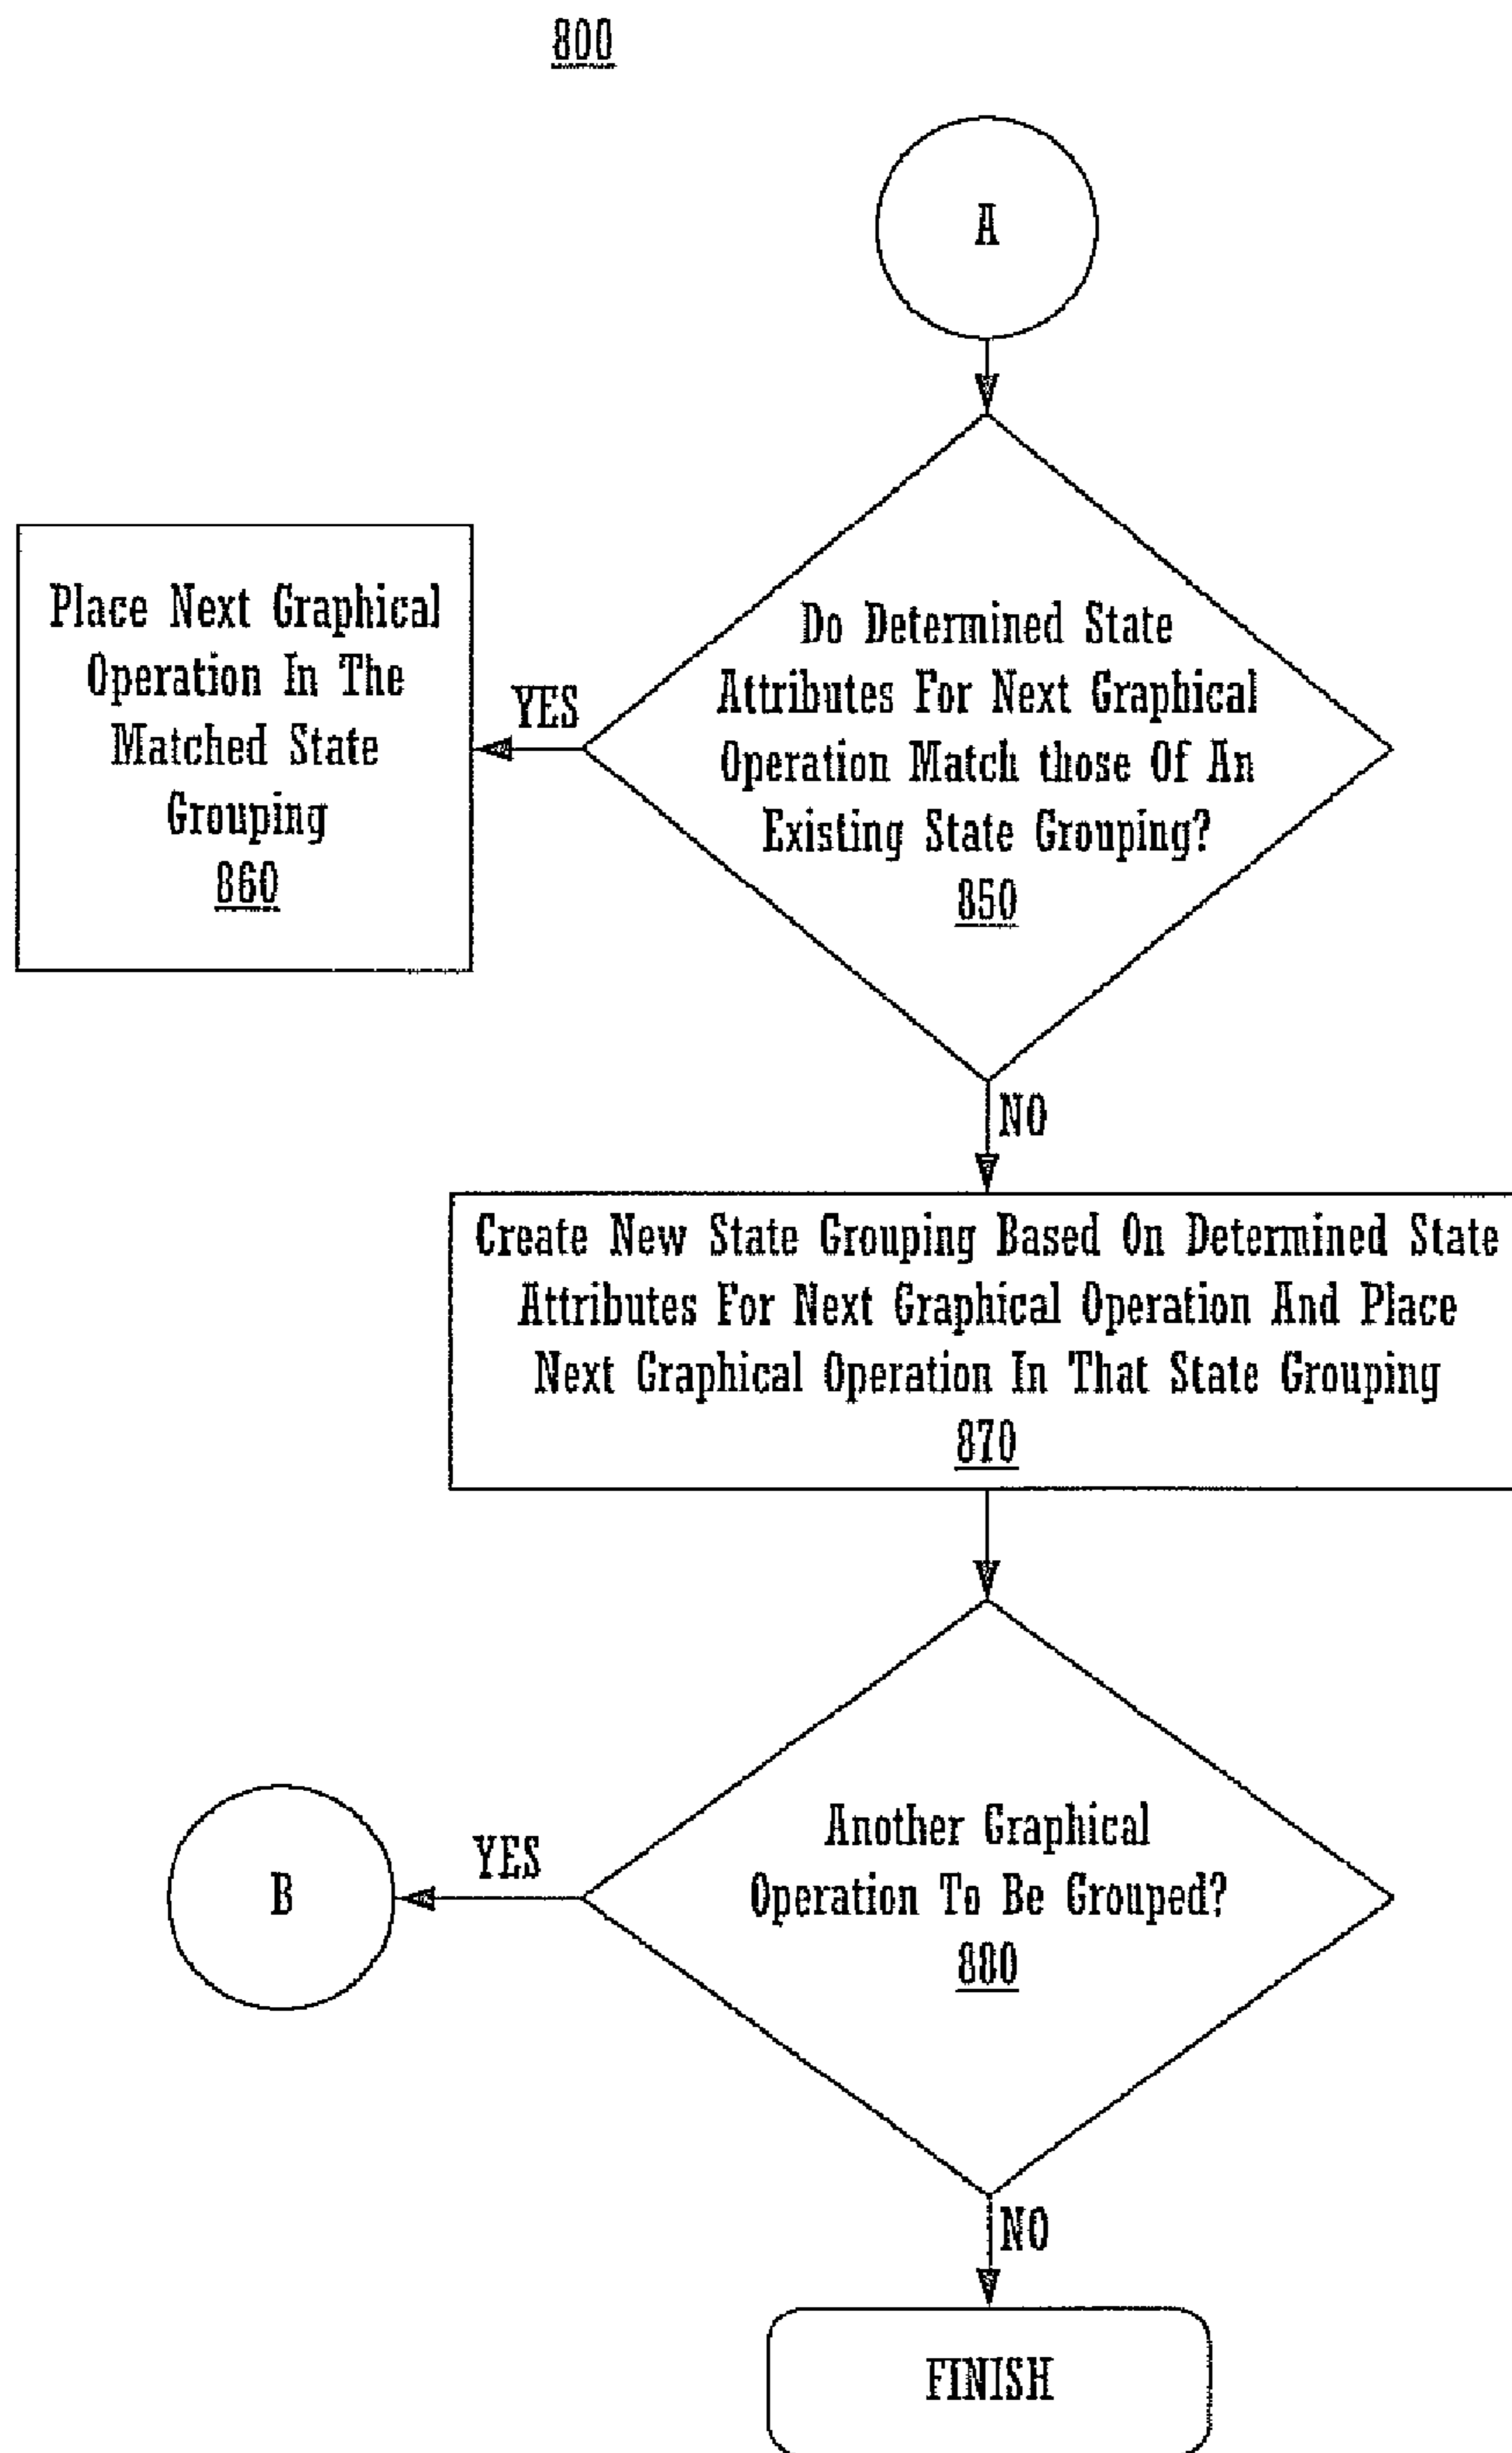 800
A
Do Determined State
Attributes For Next Graphical
Operation Match those Of An
Existing State Grouping?
850
YES
Place Next Graphical
Operation In The
Matched State
Grouping
860
NO
Create New State Grouping Based On Determined State
Attributes For Next Graphical Operation And Place
Next Graphical Operation In That State Grouping
870
Another Graphical
Operation To Be Grouped?
880
YES
B
NO
FINISH